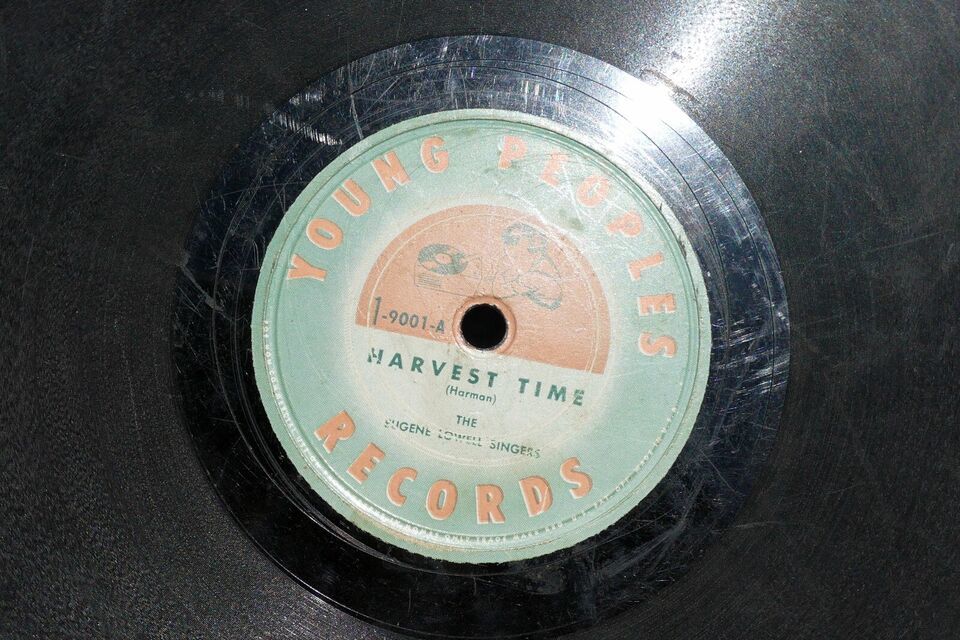 YOUNG PEOPLES
1-9001-A
HARVEST TIME
(Harman)
THE
EUGENE LOWELL SINGERS
RECORDS